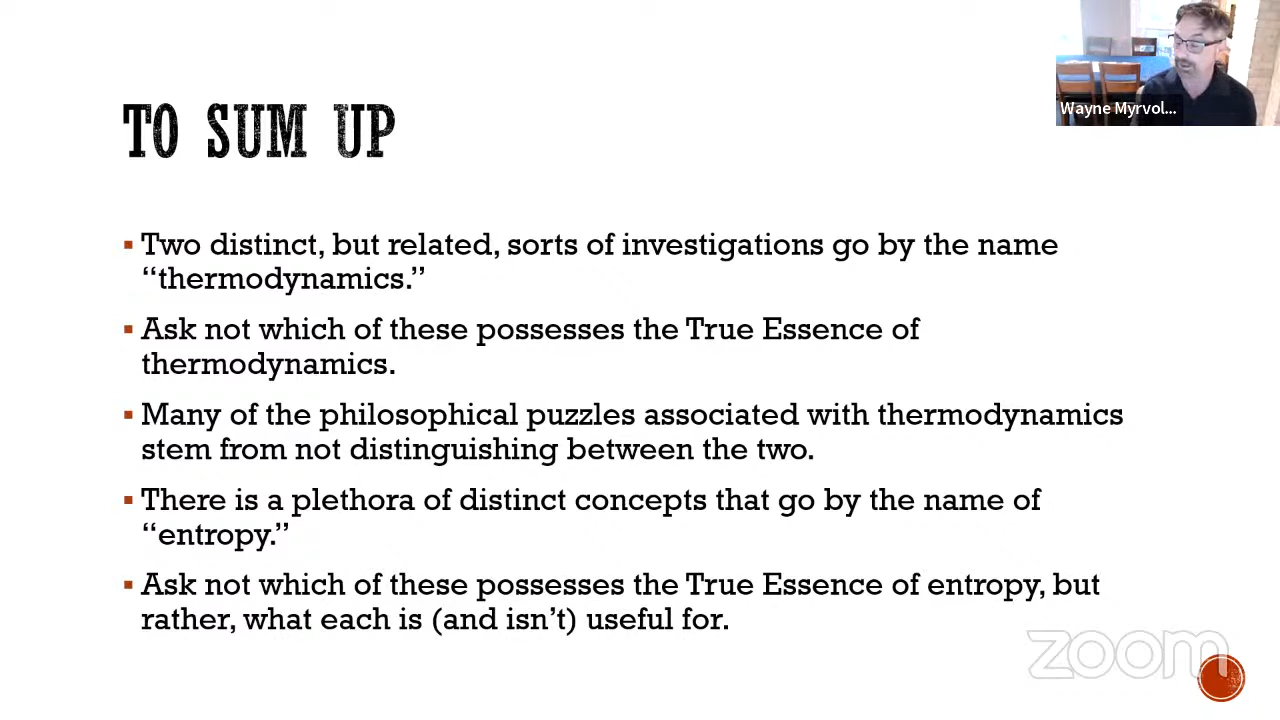 Wayne Myrvol...
TO SUM UP
▪ Two distinct, but related, sorts of investigations go by the name
“thermodynamics.”
▪ Ask not which of these possesses the True Essence of
thermodynamics.
▪ Many of the philosophical puzzles associated with thermodynamics
stem from not distinguishing between the two.
▪ There is a plethora of distinct concepts that go by the name of
“entropy.”
▪ Ask not which of these possesses the True Essence of entropy, but
rather, what each is (and isn’t) useful for.
zoom